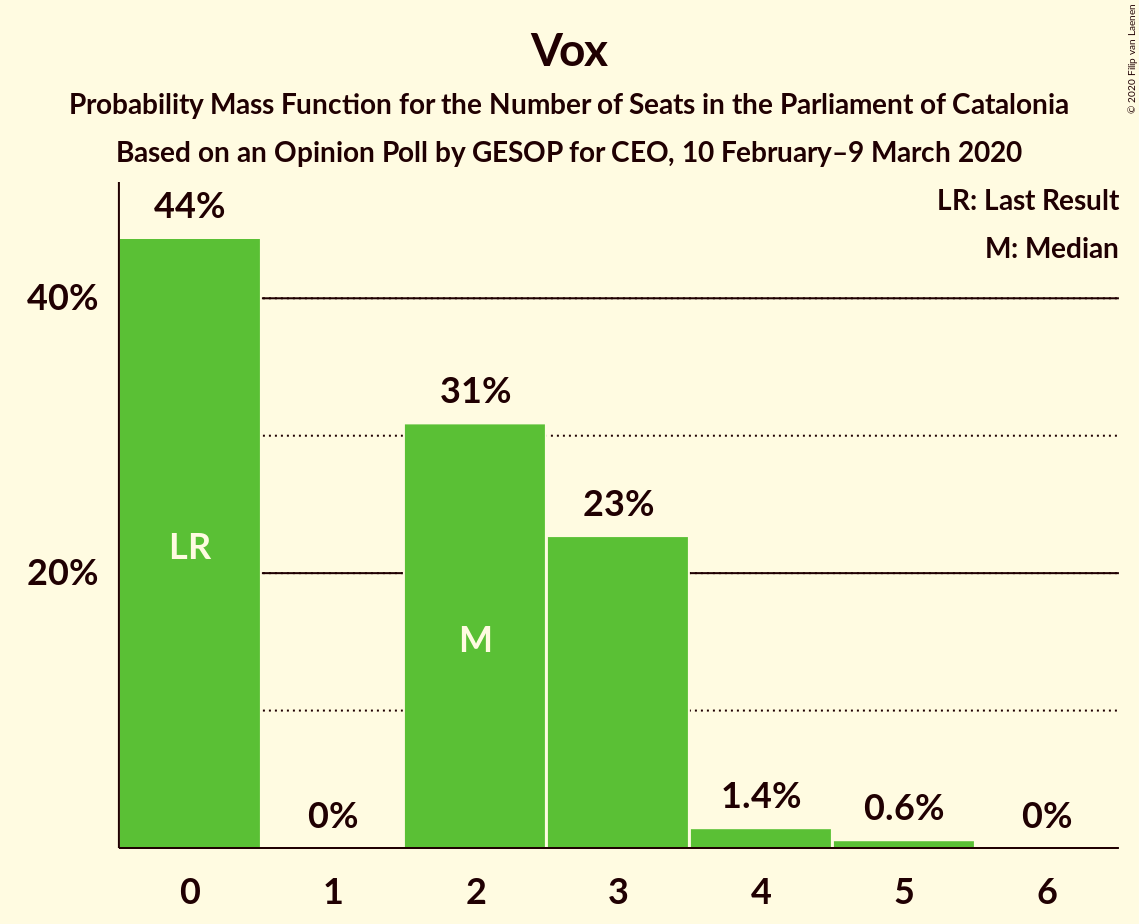 Vox
Probability Mass Function for the Number of Seats in the Parliament of Catalonia
Based on an Opinion Poll by GESOP for CEO, 10 February–9 March 2020
© 2020 Filip van Laenen
LR: Last Result
M: Median
44%
40%
31%
23%
20%
LR
M
0%
1.4%
0.6%
0%
0 1 2 3 4 5 6